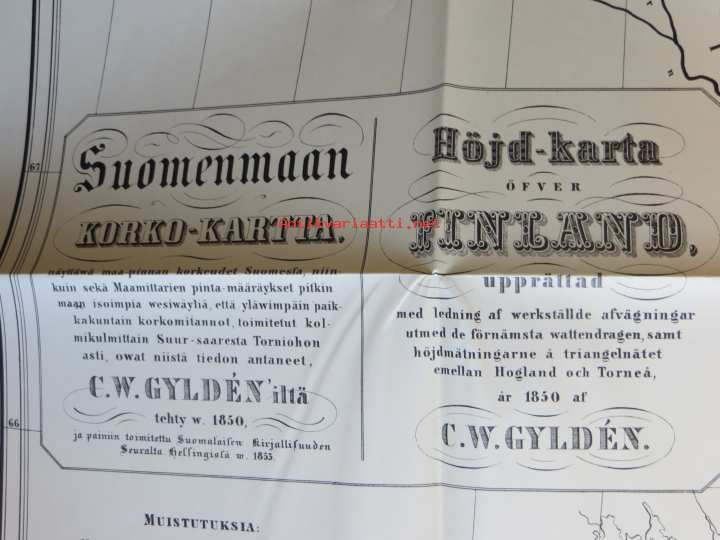 67
Suomenmaan
KORKO-KARTTA.
näyttäwä maa-pinnan korkeudet Suomesſa, niin-
kuin sekä Maamittarien pinta-määräykset pitkin
maan isoimpia wesiwäyliä, että yläwimpäin paik-
kakuntain korkomitannot, toimitetut kol-
mikulmittain Suur-saaresta Torniohon
asti, owat niistä tiedon antaneet,
C.W. GYLDÉN'iltä
tehty w. 1850,
ja painiin toimitettu Suomalaiſen Kirjalliſuuden
Seuralta Helſingiſſä w. 1853.
66
MUISTUTUKSIA:
Höjd-karta
ÖFVER
FINLAND,
upprättad
med ledning af werkställde afvägningar
utmed de förnämsta wattendragen, samt
höjdmätningarne å triangelnätet
emellan Hogland och Torneå,
år 1850 af
C.W. GYLDÉN.
Antikvariaatti.net